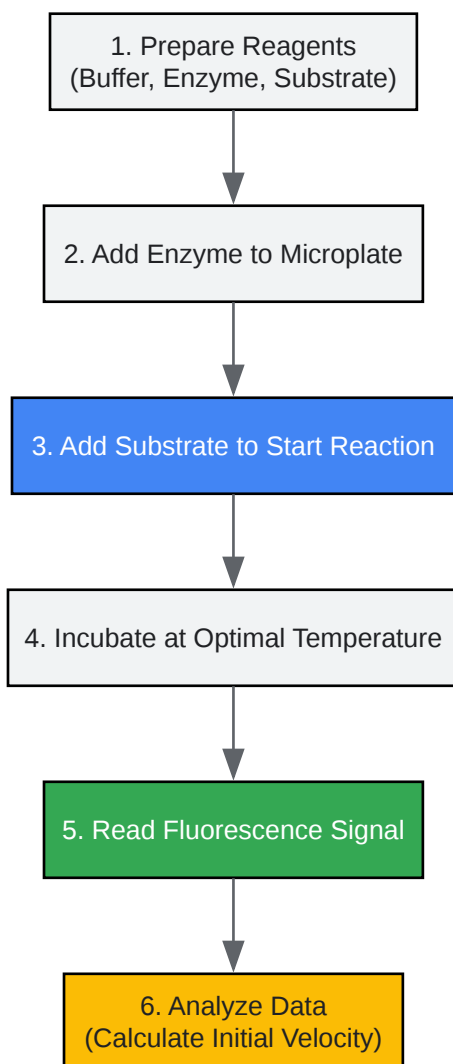 1. Prepare Reagents
(Buffer, Enzyme, Substrate)
2. Add Enzyme to Microplate
3. Add Substrate to Start Reaction
4. Incubate at Optimal Temperature
5. Read Fluorescence Signal
6. Analyze Data
(Calculate Initial Velocity)